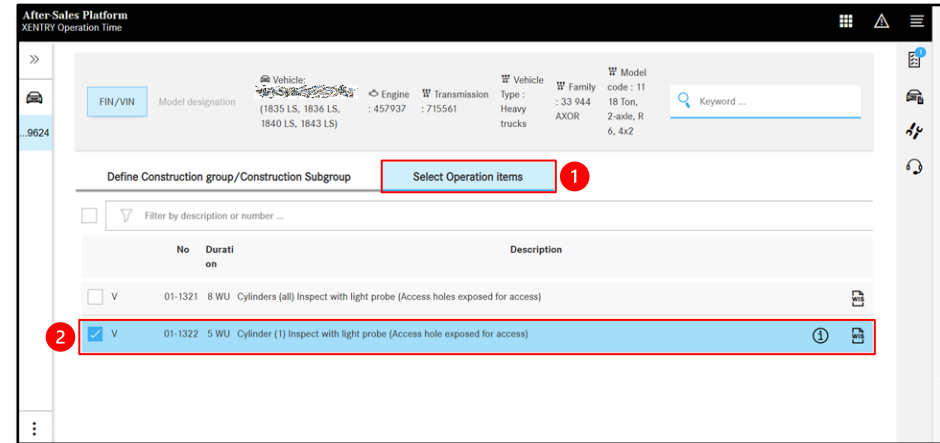 After-Sales Platform
XENTRY Operation Time
1
FIN/VIN
Model designation
Vehicle:
(1835 LS, 1836 LS,
1840 LS, 1843 LS)
Engine
: 457937
Transmission
: 715561
Vehicle
Type :
Heavy
trucks
Family
: 33 944
AXOR
Model
code : 11
18 Ton,
2-axle, R
6, 4x2
Keyword ...
...9624
Define Construction group/Construction Subgroup
Select Operation items
1
Filter by description or number ...
No
Durati
on
Description
V 01-1321 8 WU Cylinders (all) Inspect with light probe (Access holes exposed for access)
WIS
2
V 01-1322 5 WU Cylinder (1) Inspect with light probe (Access hole exposed for access)
WIS